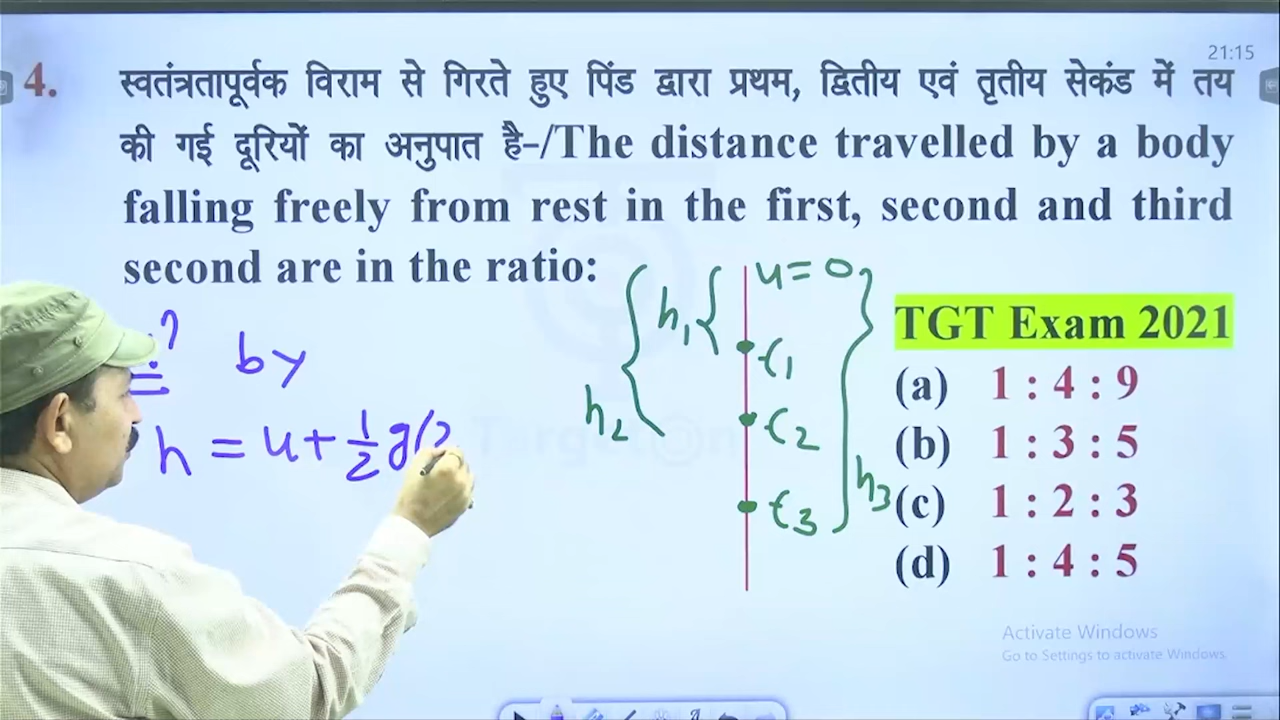 21:15
4. स्वतंत्रतापूर्वक विराम से गिरते हुए पिंड द्वारा प्रथम, द्वितीय एवं तृतीय सेकंड में तय
की गई दूरियों का अनुपात है-/The distance travelled by a body
falling freely from rest in the first, second and third
second are in the ratio:
TGT Exam 2021
(a) 1 : 4 : 9
(b) 1 : 3 : 5
(c) 1 : 2 : 3
(d) 1 : 4 : 5
u = 0
h₁
t₁
h₂
t₂
h₃
t₃
? by
h = u + ½ g(2
Activate Windows
Go to Settings to activate Windows.